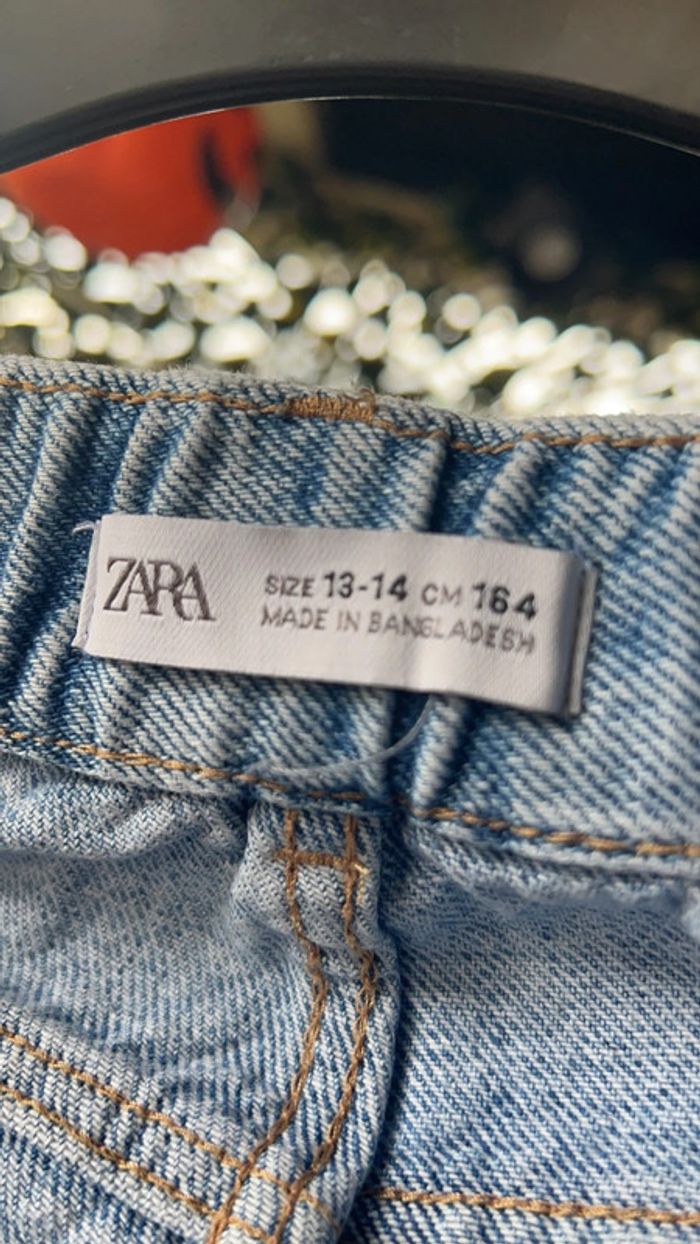 ZARA
SIZE 13-14 CM 164
MADE IN BANGLADESH